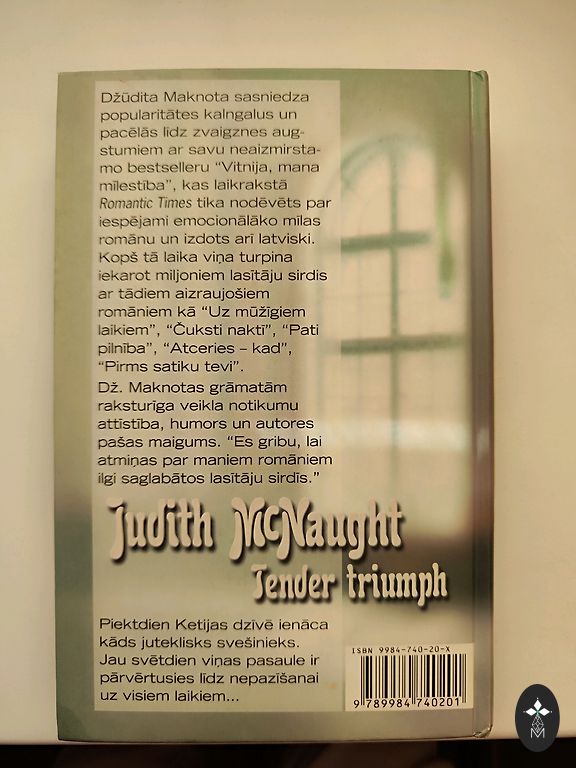 Džūdita Maknota sasniedza
popularitātes kalngalus un
pacēlās līdz zvaigznes aug-
stumiem ar savu neaizmirsta-
mo bestselleru “Vitnija, mana
mīlestība”, kas laikrakstā
Romantic Times tika nodēvēts par
iespējami emocionālāko mīlas
romānu un izdots arī latviski.
Kopš tā laika viņa turpina
iekarot miljoniem lasītāju sirdis
ar tādiem aizraujošiem
romāniem kā “Uz mūžīgiem
laikiem”, “Čuksti naktī”, “Pati
pilnība”, “Atceries – kad”,
“Pirms satiku tevi”.
Dž. Maknotas grāmatām
raksturīga veikla notikumu
attīstība, humors un autores
pašas maigums. “Es gribu, lai
atmiņas par maniem romāniem
ilgi saglabātos lasītāju sirdīs.”
Judith McNaught
Tender triumph
Piektdien Ketijas dzīvē ienāca
kāds juteklisks svešinieks.
Jau svētdien viņas pasaule ir
pārvērtusies līdz nepazīšanai
uz visiem laikiem...
ISBN 9984-740-20-X
9 789984 740201
M